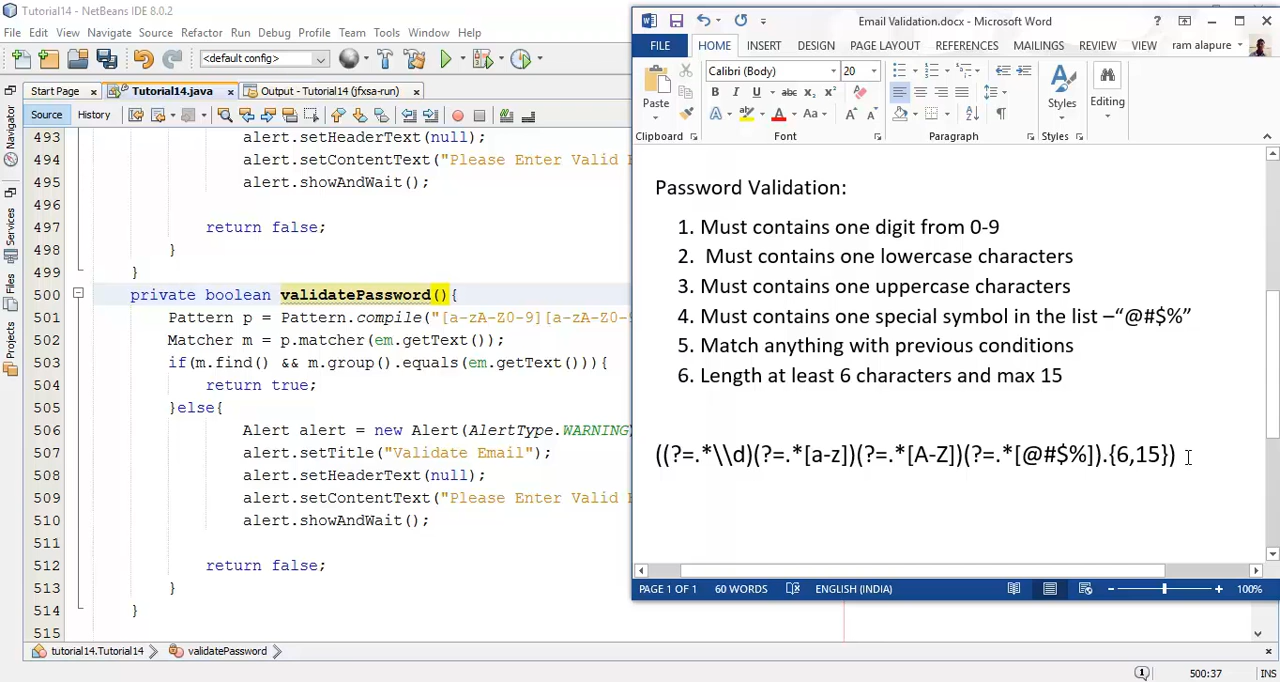 Tutorial14 - NetBeans IDE 8.0.2
File Edit View Navigate Source Refactor Run Debug Profile Team Tools Window Help
<default config>
Start Page Tutorial14.java Output - Tutorial14 (clean-run)
Source History
Navigator
Services
Files
Projects
493 alert.setHeaderText(null);
494 alert.setContentText("Please Enter Valid
495 alert.showAndWait();
496
497 return false;
498 }
499 }
500 private boolean validatePassword(){
501 Pattern p = Pattern.compile("[a-zA-Z0-9][a-zA-Z0-9
502 Matcher m = p.matcher(em.getText());
503 if(m.find() && m.group().equals(em.getText())){
504 return true;
505 }else{
506 Alert alert = new Alert(AlertType.WARNING)
507 alert.setTitle("Validate Email");
508 alert.setHeaderText(null);
509 alert.setContentText("Please Enter Valid
510 alert.showAndWait();
511
512 return false;
513 }
514 }
515
tutorial14.Tutorial14 validatePassword
1 500:37 INS
Email Validation.docx - Microsoft Word
FILE HOME INSERT DESIGN PAGE LAYOUT REFERENCES MAILINGS REVIEW VIEW ram alapure
Calibri (Body) 20
Paste Styles Editing
Clipboard Font Paragraph Styles
Password Validation:
1. Must contains one digit from 0-9
2. Must contains one lowercase characters
3. Must contains one uppercase characters
4. Must contains one special symbol in the list –“@#$%”
5. Match anything with previous conditions
6. Length at least 6 characters and max 15
((?=.*\\d)(?=.*[a-z])(?=.*[A-Z])(?=.*[@#$%]).{6,15})
PAGE 1 OF 1 60 WORDS ENGLISH (INDIA) 100%